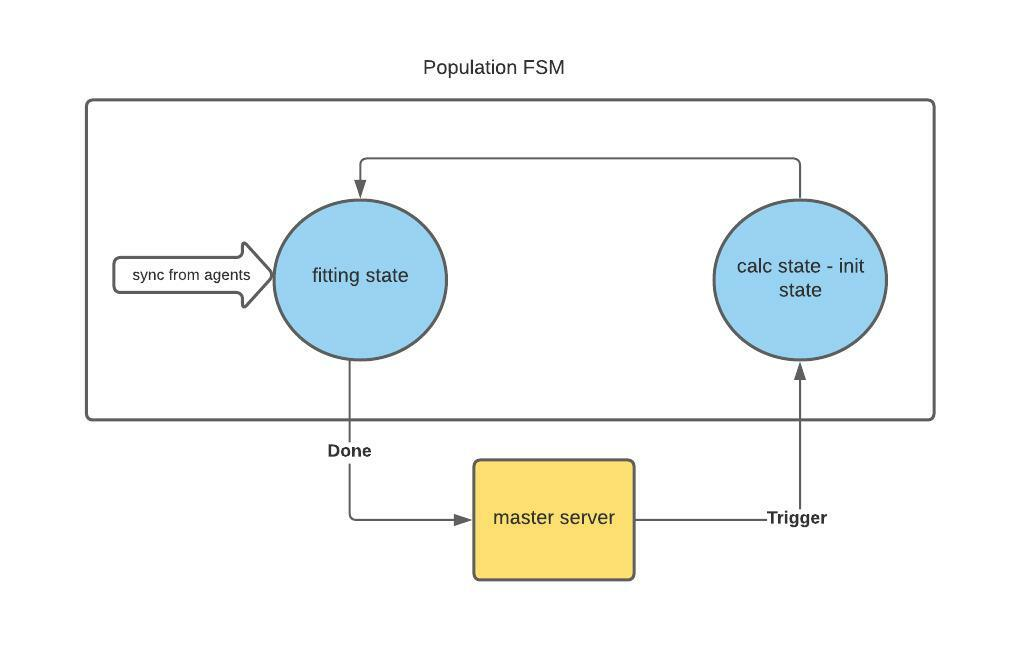 Population FSM
sync from agents
fitting state
calc state - init
state
Done
master server
Trigger